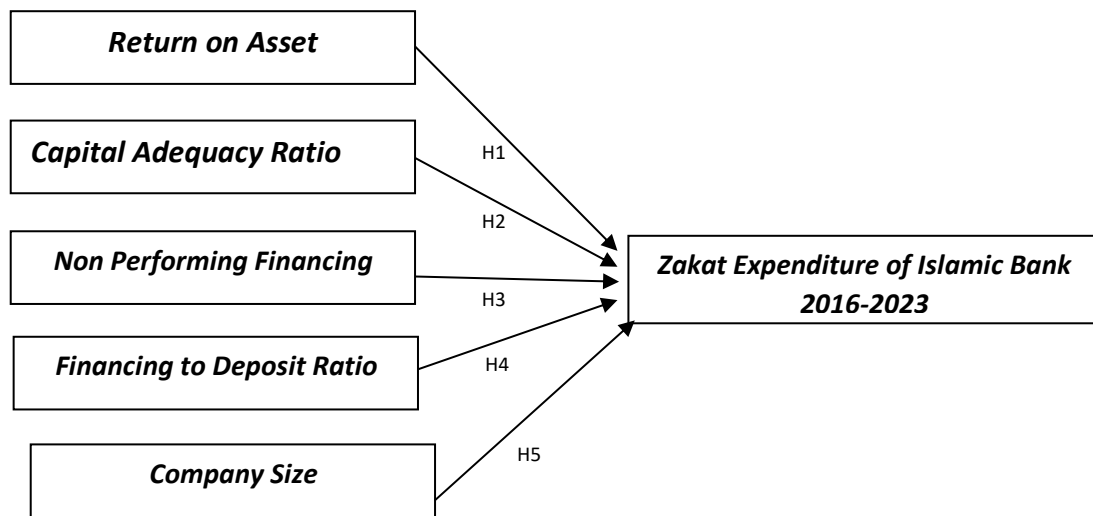 Return on Asset
Capital Adequacy Ratio
H1
H2
Non Performing Financing
H3
Zakat Expenditure of Islamic Bank
2016-2023
Financing to Deposit Ratio
H4
Company Size
H5